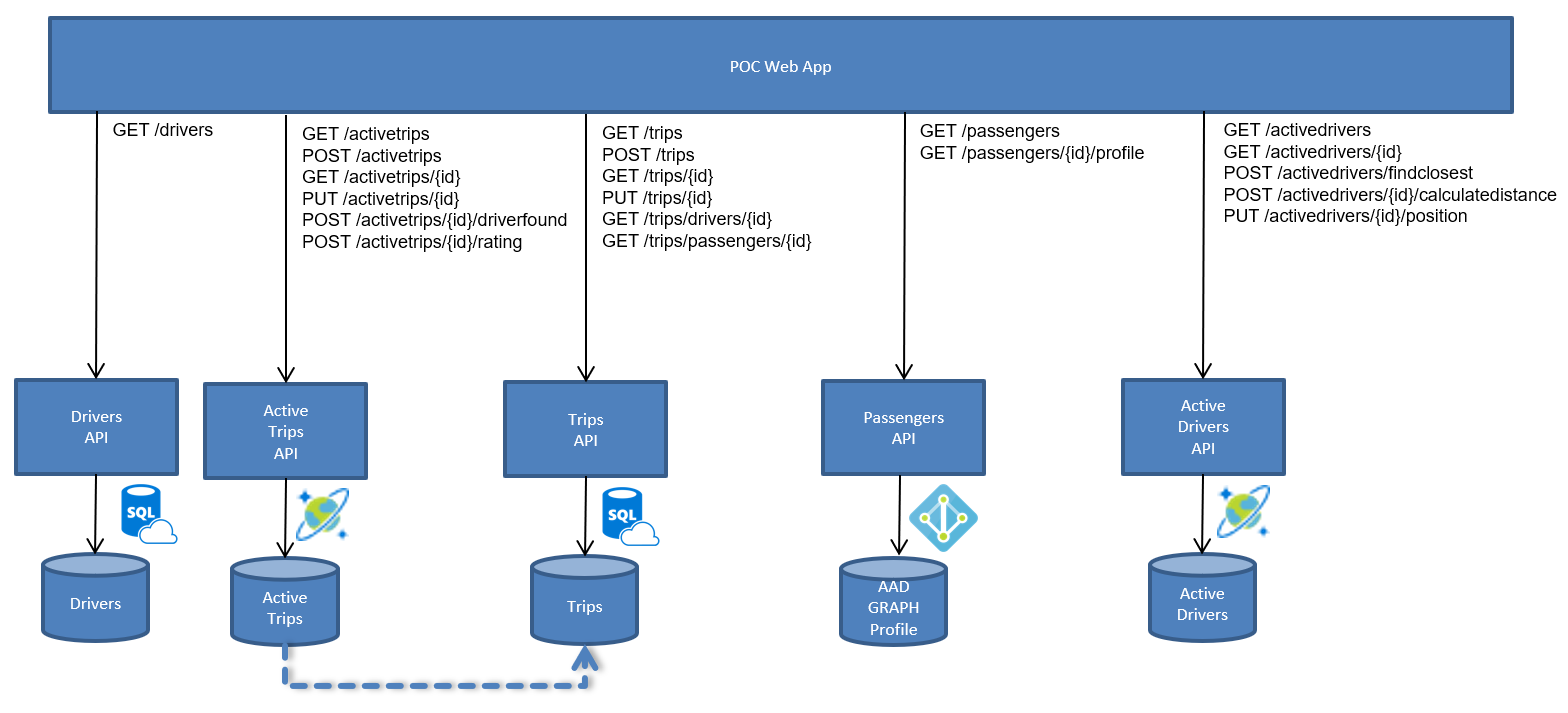 POC Web App
GET /drivers
GET /activetrips
POST /activetrips
GET /activetrips/{id}
PUT /activetrips/{id}
POST /activetrips/{id}/driverfound
POST /activetrips/{id}/rating
GET /trips
POST /trips
GET /trips/{id}
PUT /trips/{id}
GET /trips/drivers/{id}
GET /trips/passengers/{id}
GET /passengers
GET /passengers/{id}/profile
GET /activedrivers
GET /activedrivers/{id}
POST /activedrivers/findclosest
POST /activedrivers/{id}/calculatedistance
PUT /activedrivers/{id}/position
Drivers
API
Active
Trips
API
Trips
API
Passengers
API
Active
Drivers
API
SQL
SQL
Drivers
Active
Trips
Trips
AAD
GRAPH
Profile
Active
Drivers